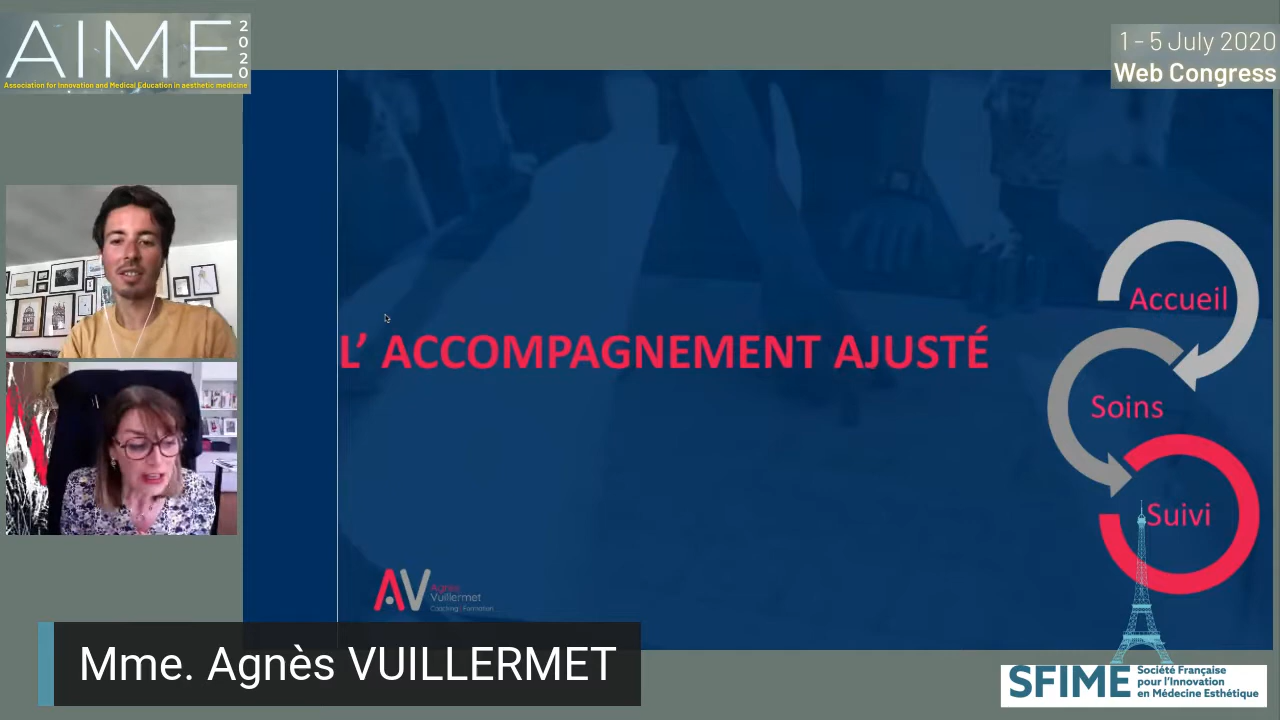 AIME
2020
Association for Innovation and Medical Education in aesthetic medicine
1 - 5 July 2020
Web Congress
Accueil
L’ ACCOMPAGNEMENT AJUSTÉ
Soins
Suivi
AV
Agnès
Vuillermet
Coaching | Formation
Mme. Agnès VUILLERMET
SFIME
Société Française
pour l'Innovation
en Médecine Esthétique